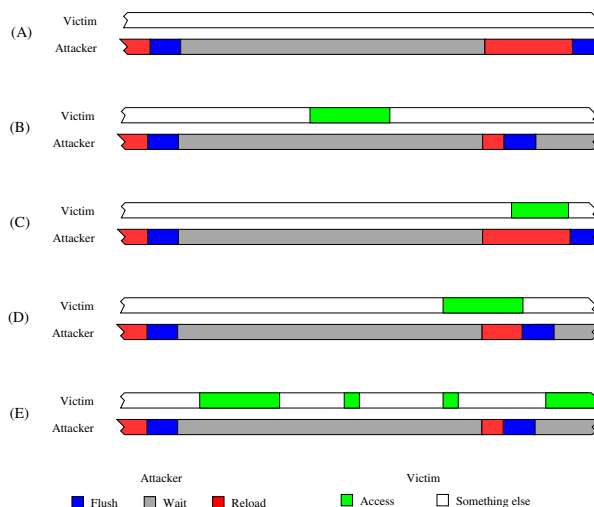 Victim
(A)
Attacker
Victim
(B)
Attacker
Victim
(C)
Attacker
Victim
(D)
Attacker
Victim
(E)
Attacker
Attacker Victim
Flush Wait Reload Access Something else